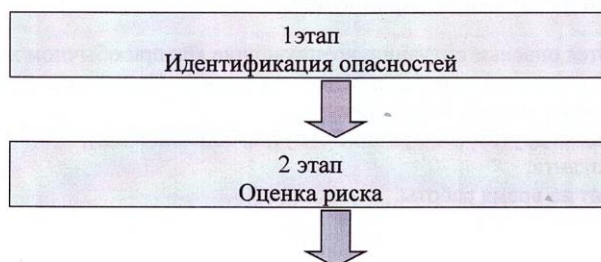 1этап
Идентификация опасностей
2 этап
Оценка риска